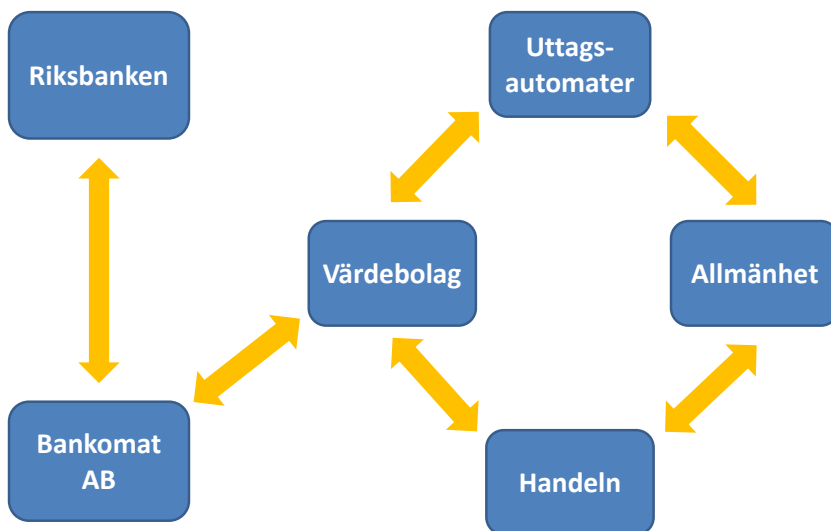 Riksbanken
Uttags-
automater
Värdebolag
Allmänhet
Bankomat
AB
Handeln